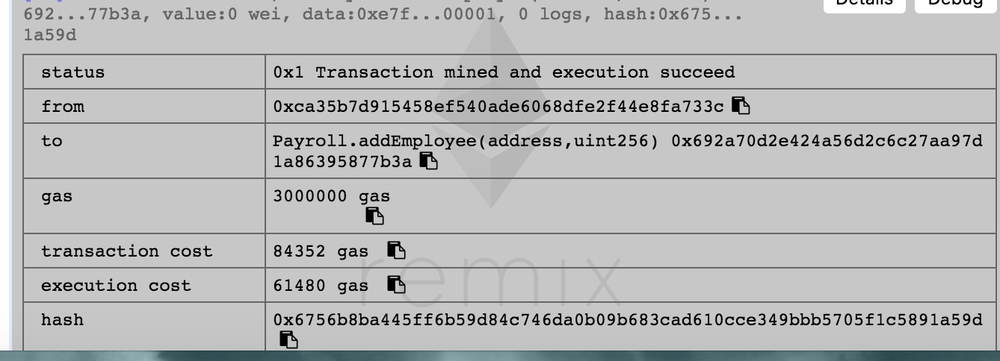 Details Debug
692...77b3a, value:0 wei, data:0xe7f...00001, 0 logs, hash:0x675...
1a59d
status 0x1 Transaction mined and execution succeed
from 0xca35b7d915458ef540ade6068dfe2f44e8fa733c
to Payroll.addEmployee(address,uint256) 0x692a70d2e424a56d2c6c27aa97d
1a86395877b3a
gas 3000000 gas
transaction cost 84352 gas
execution cost 61480 gas
remix
hash 0x6756b8ba445ff6b59d84c746da0b09b683cad610cce349bbb5705f1c5891a59d